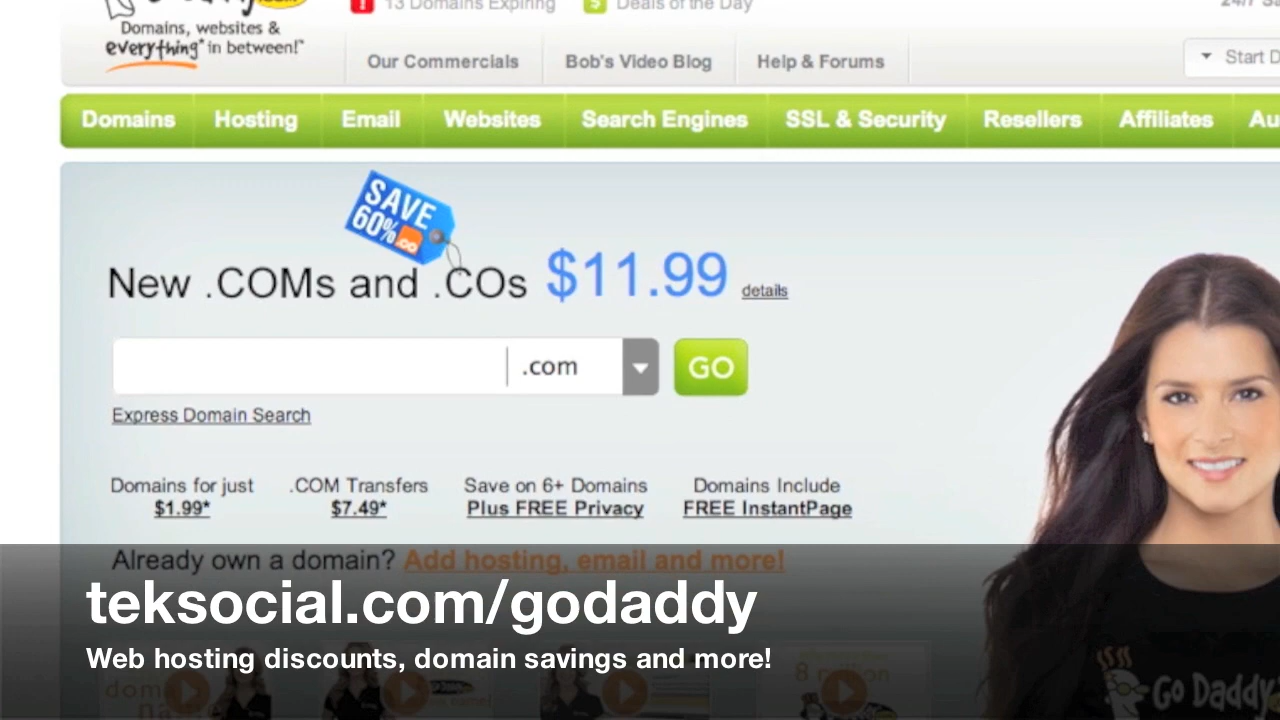 13 Domains Expiring
Deals of the Day
Domains, websites &
everything* in between!™
Our Commercials
Bob's Video Blog
Help & Forums
Domains
Hosting
Email
Websites
Search Engines
SSL & Security
Resellers
Affiliates
SAVE
60%
New .COMs and .COs $11.99 details
.com
GO
Express Domain Search
Domains for just
$1.99*
.COM Transfers
$7.49*
Save on 6+ Domains
Plus FREE Privacy
Domains Include
FREE InstantPage
Already own a domain? Add hosting, email and more!
teksocial.com/godaddy
Web hosting discounts, domain savings and more!
Go Daddy